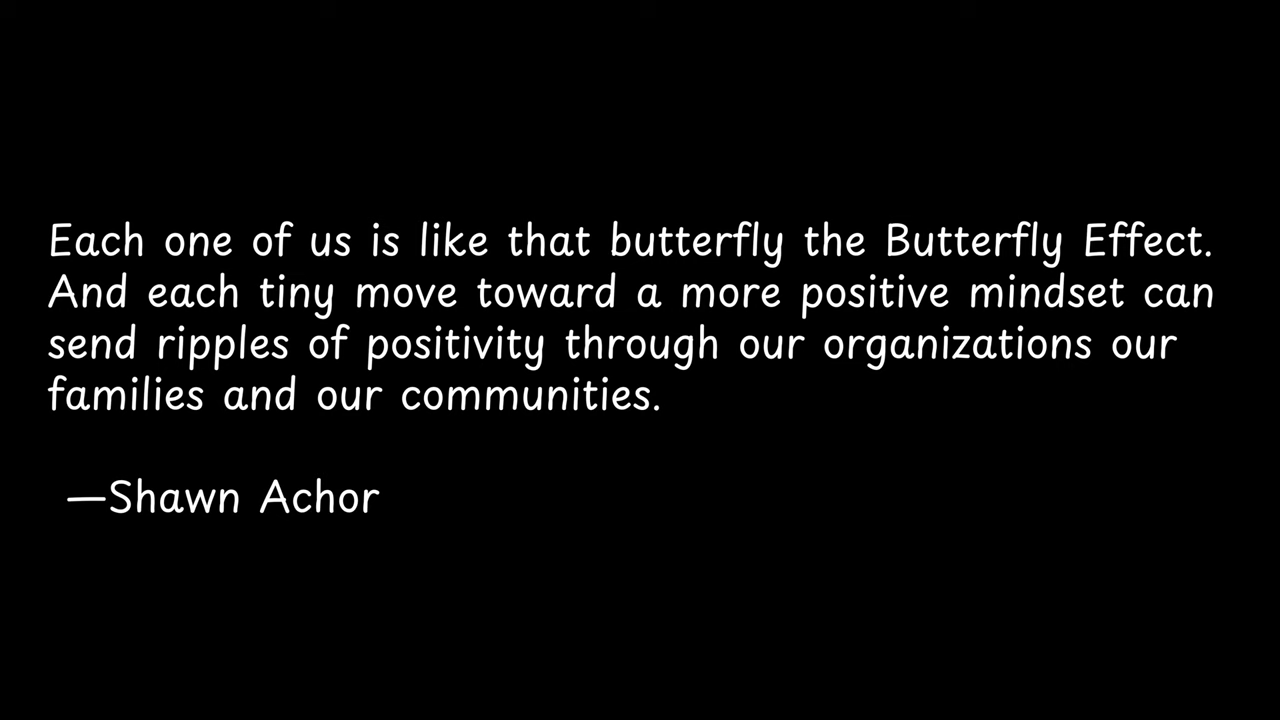 Each one of us is like that butterfly the Butterfly Effect.
And each tiny move toward a more positive mindset can
send ripples of positivity through our organizations our
families and our communities.
—Shawn Achor